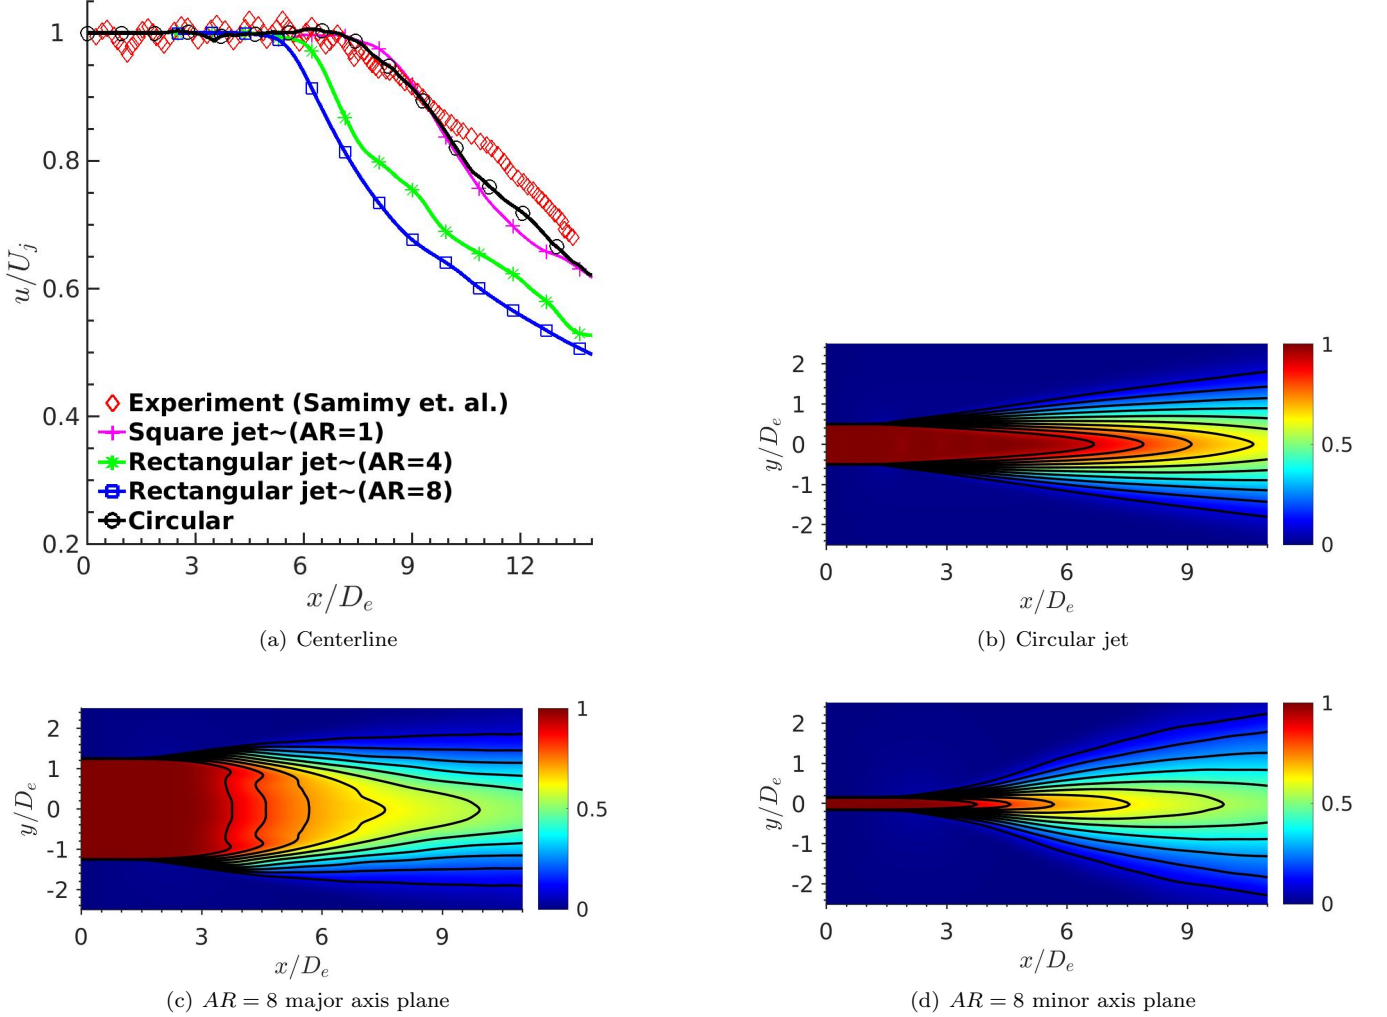 1
0.8
0.6
0.4
0.2
u/U_j
Experiment (Samimy et. al.)
Square jet~(AR=1)
Rectangular jet~(AR=4)
Rectangular jet~(AR=8)
Circular
0 3 6 9 12
x/D_e
(a) Centerline
2
1
0
-1
-2
y/D_e
0 3 6 9
x/D_e
1
0.5
0
(b) Circular jet
2
1
0
-1
-2
y/D_e
0 3 6 9
x/D_e
1
0.5
0
(c) AR = 8 major axis plane
2
1
0
-1
-2
y/D_e
0 3 6 9
x/D_e
1
0.5
0
(d) AR = 8 minor axis plane